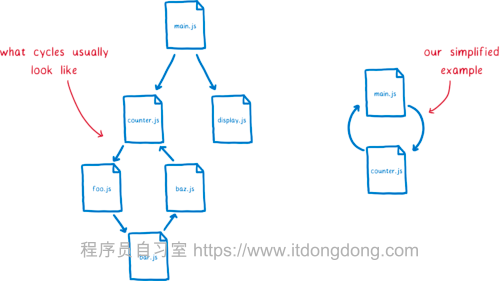 main.js
what cycles usually
look like
our simplified
example
counter.js
display.js
main.js
foo.js
baz.js
counter.js
bar.js
程序员自习室 https://www.itdongdong.com